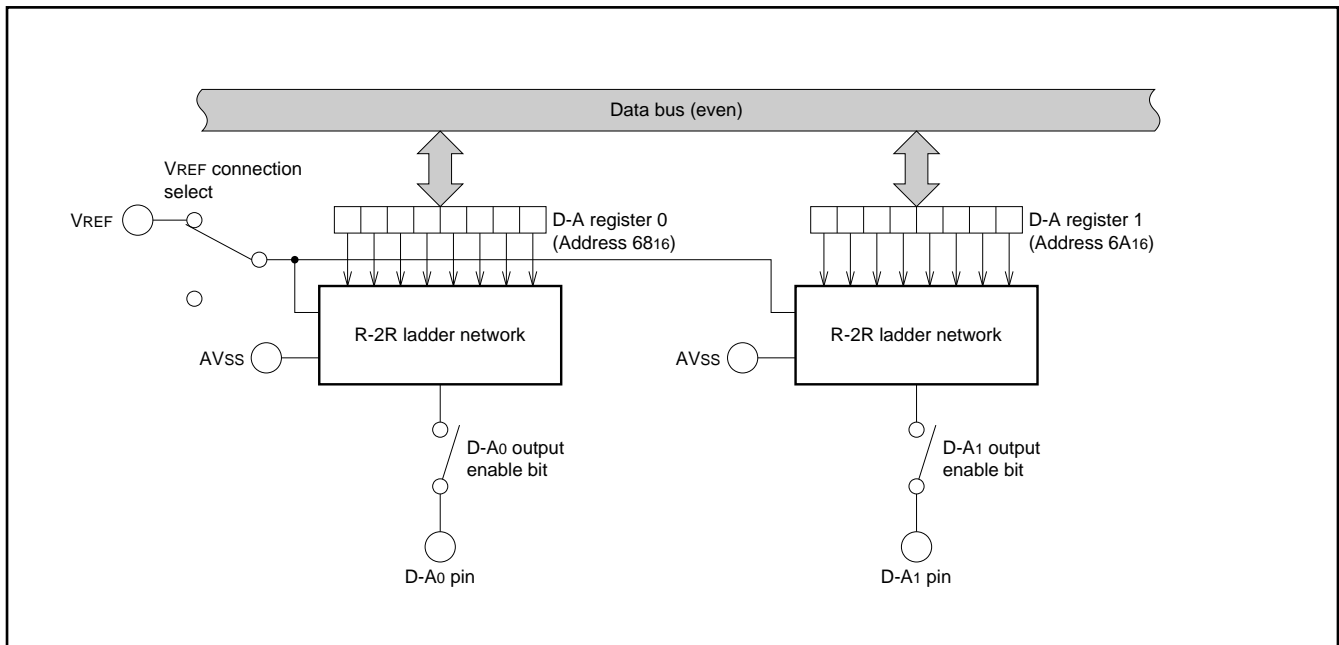 Data bus (even)
VREF connection
select
VREF
D-A register 0
(Address 6816)
D-A register 1
(Address 6A16)
R-2R ladder network
R-2R ladder network
AVSS
AVSS
D-A0 output
enable bit
D-A1 output
enable bit
D-A0 pin
D-A1 pin